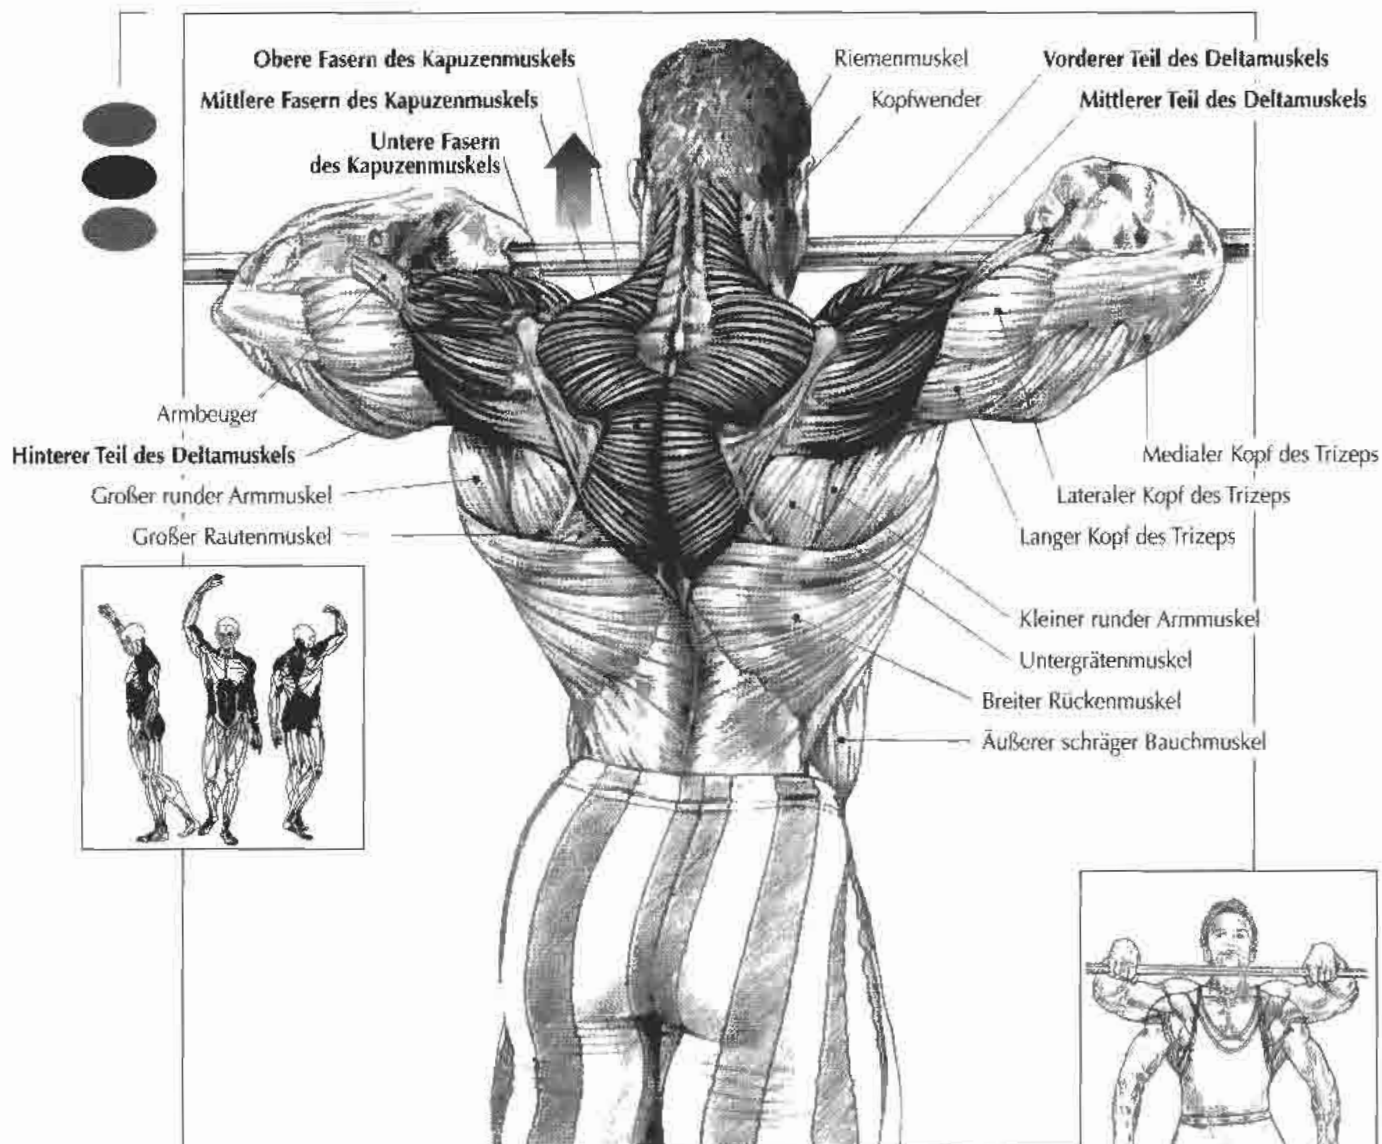 Obere Fasern des Kapuzenmuskels
Mittlere Fasern des Kapuzenmuskels
Untere Fasern
des Kapuzenmuskels
Riemenmuskel
Kopfwender
Vorderer Teil des Deltamuskels
Mittlerer Teil des Deltamuskels
Armbeuger
Hinterer Teil des Deltamuskels
Großer runder Armmuskel
Großer Rautenmuskel
Medialer Kopf des Trizeps
Lateraler Kopf des Trizeps
Langer Kopf des Trizeps
Kleiner runder Armmuskel
Untergrätenmuskel
Breiter Rückenmuskel
Äußerer schräger Bauchmuskel